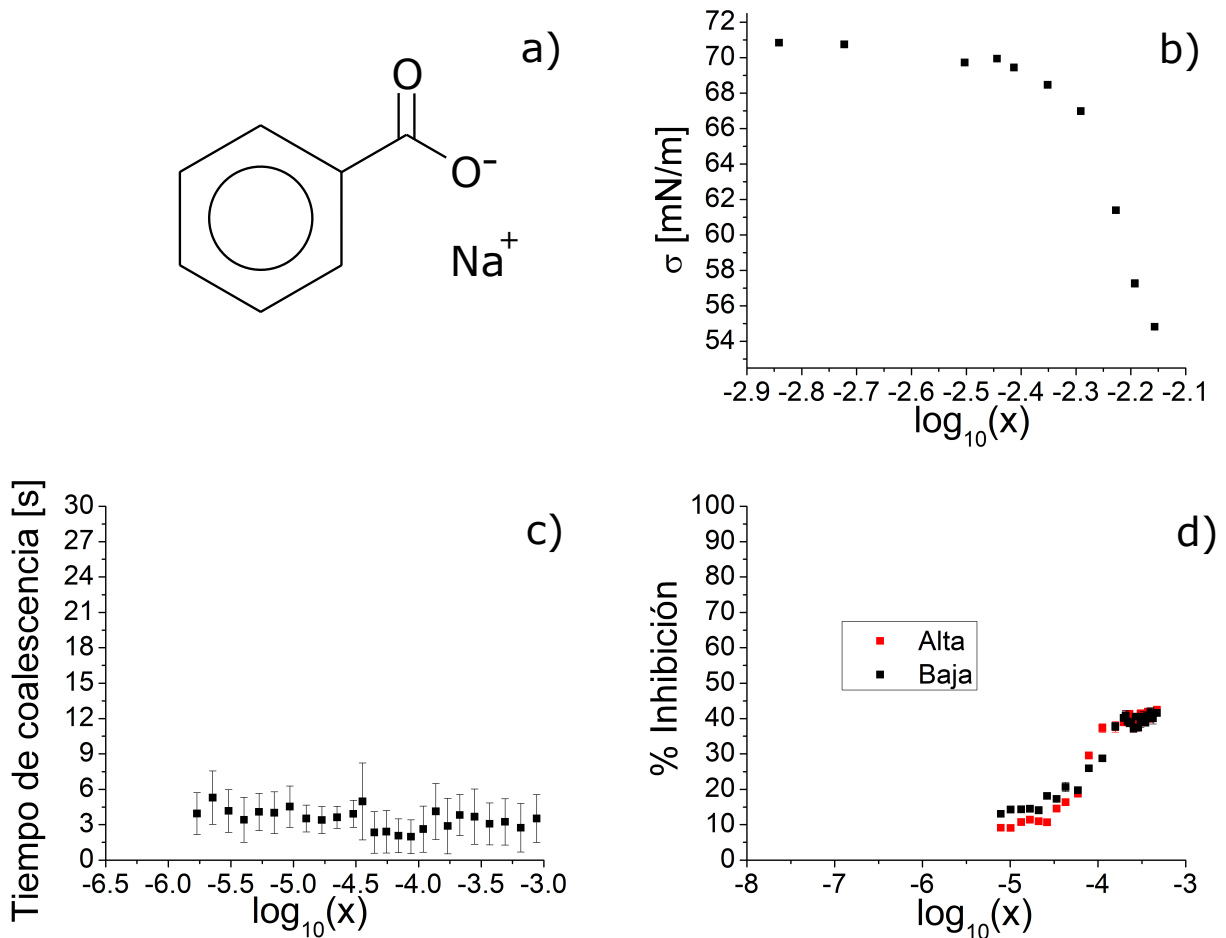 a)
O
O⁻
Na⁺
b)
72
70
68
66
64
62
60
58
56
54
σ [mN/m]
-2.9 -2.8 -2.7 -2.6 -2.5 -2.4 -2.3 -2.2 -2.1
log₁₀(x)
c)
30
27
24
21
18
15
12
9
6
3
0
Tiempo de coalescencia [s]
-6.5 -6.0 -5.5 -5.0 -4.5 -4.0 -3.5 -3.0
log₁₀(x)
d)
100
90
80
70
60
50
40
30
20
10
0
% Inhibición
Alta
Baja
-8 -7 -6 -5 -4 -3
log₁₀(x)